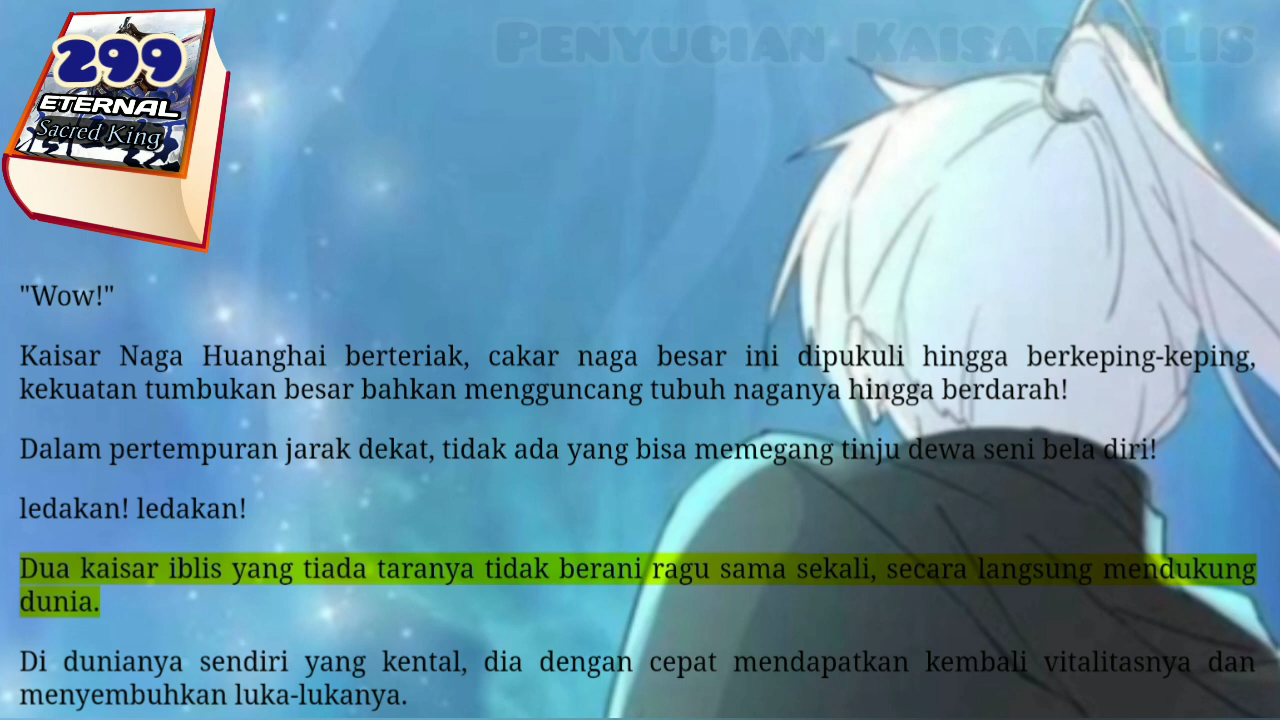 PENYUCIAN KAISAR IBLIS
299
ETERNAL
Sacred King
"Wow!"
Kaisar Naga Huanghai berteriak, cakar naga besar ini dipukuli hingga berkeping-keping,
kekuatan tumbukan besar bahkan mengguncang tubuh naganya hingga berdarah!
Dalam pertempuran jarak dekat, tidak ada yang bisa memegang tinju dewa seni bela diri!
ledakan! ledakan!
Dua kaisar iblis yang tiada taranya tidak berani ragu sama sekali, secara langsung mendukung
dunia.
Di dunianya sendiri yang kental, dia dengan cepat mendapatkan kembali vitalitasnya dan
menyembuhkan luka-lukanya.